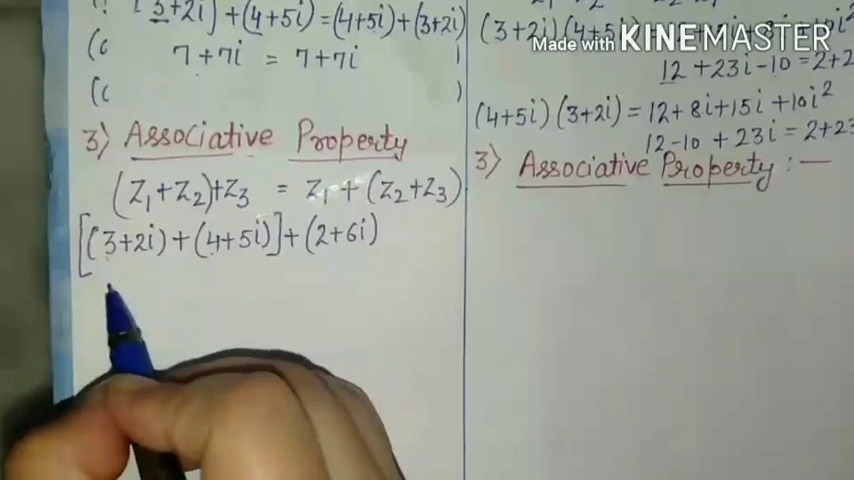 [3+2i]+(4+5i)=(4+5i)+(3+2i)
7+7i = 7+7i
3) Associative Property
(Z₁+Z₂)+Z₃ = Z₁+(Z₂+Z₃)
[(3+2i)+(4+5i)]+(2+6i)
(3+2i)(4+5i)
Made with KINEMASTER
12 +23i-10 =2+2
(4+5i)(3+2i)= 12+8i+15i+10i²
12-10 +23i = 2+23
3) Associative Property :—